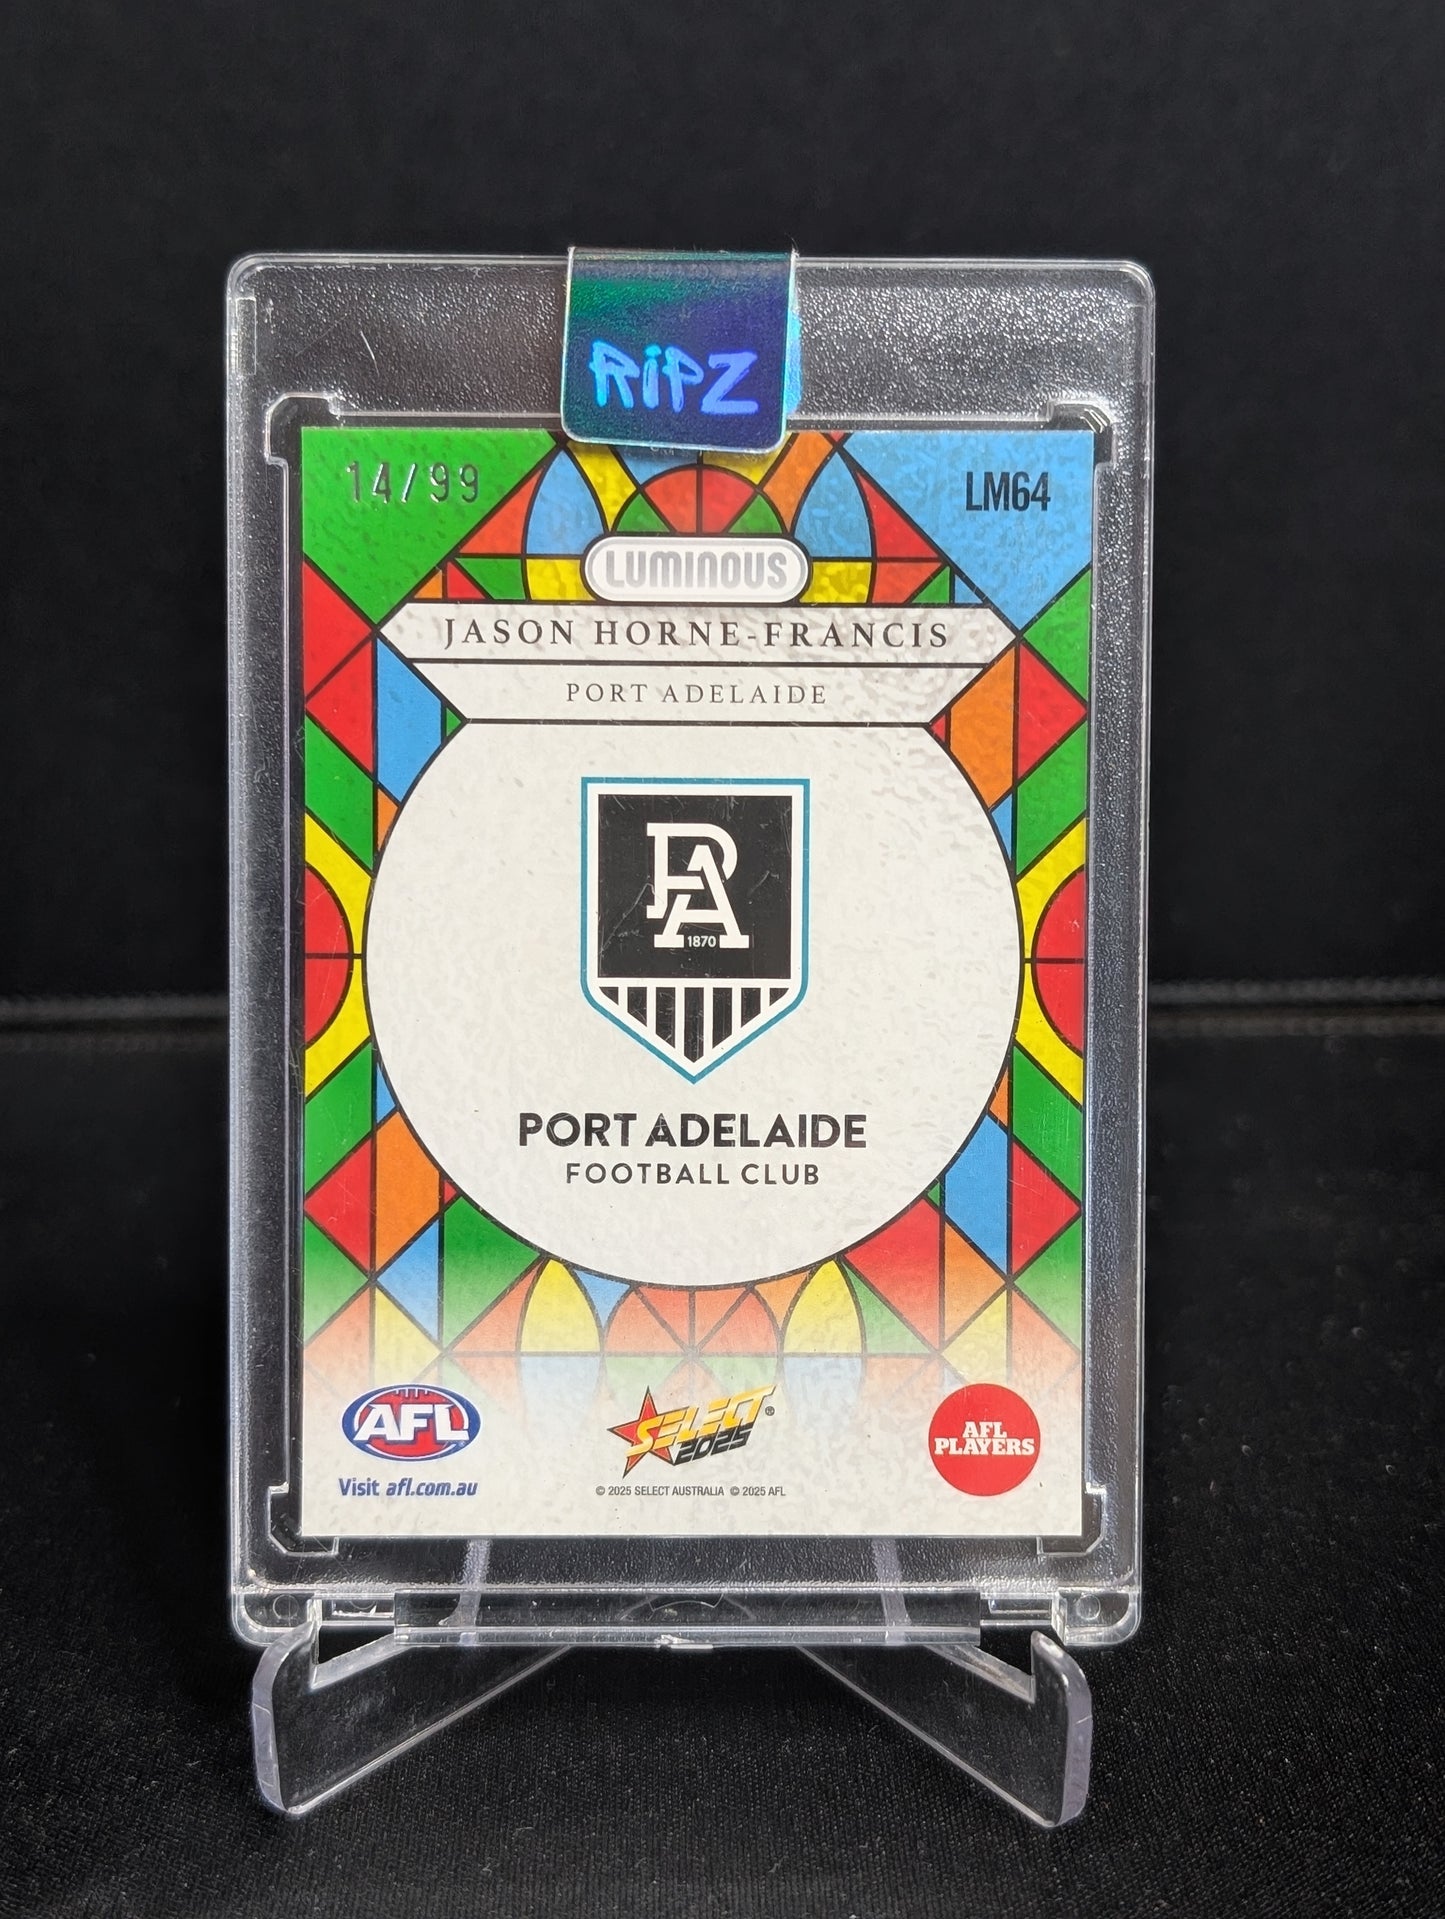 RiPZ
14/99
LM64
LUMINOUS
JASON HORNE-FRANCIS
PORT ADELAIDE
PA
1870
PORT ADELAIDE
FOOTBALL CLUB
AFL
Visit afl.com.au
SELECT
2025
© 2025 SELECT AUSTRALIA © 2025 AFL
AFL
PLAYERS